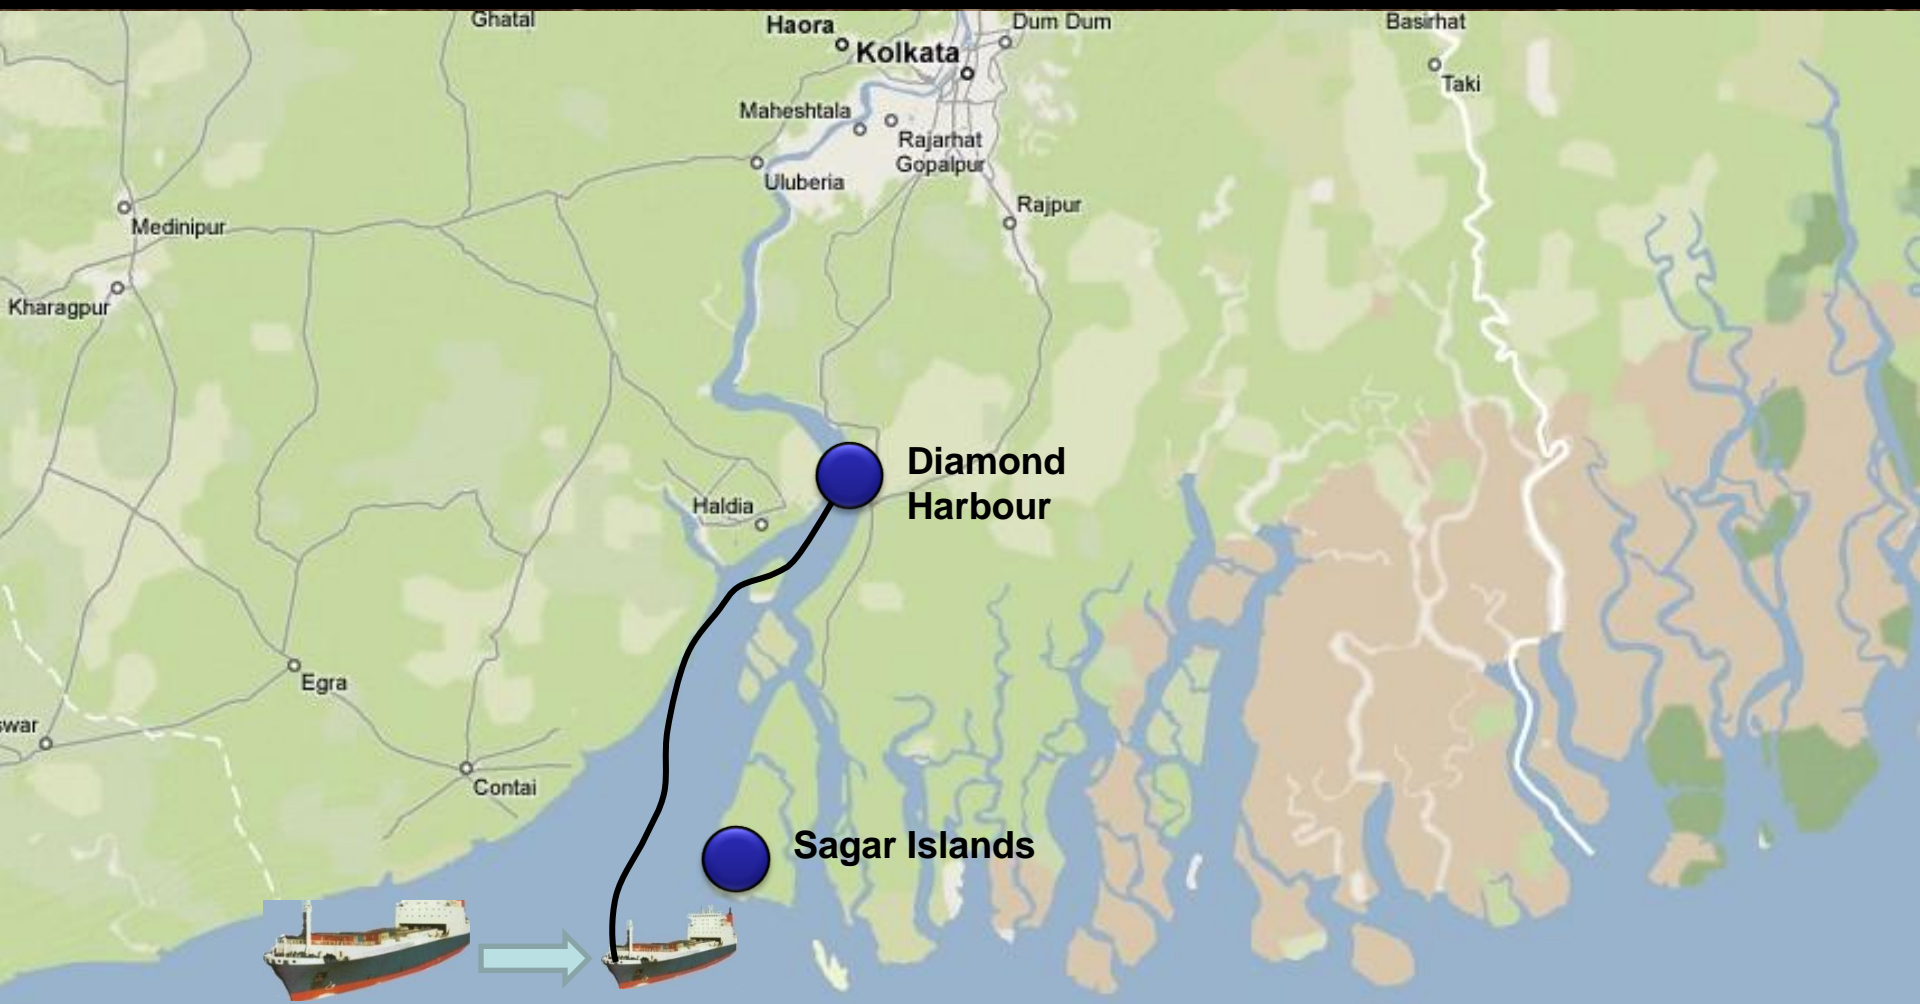 Ghatal
Haora
Dum Dum
Basirhat
Kolkata
Taki
Maheshtala
Rajarhat
Gopalpur
Uluberia
Rajpur
Medinipur
Kharagpur
Diamond
Harbour
Haldia
Egra
swar
Contai
Sagar Islands